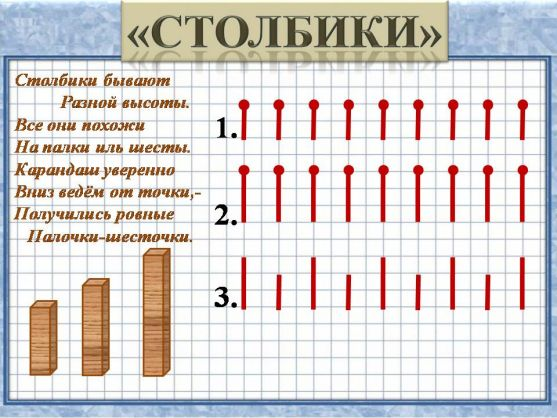 «СТОЛБИКИ»
Столбики бывают
Разной высоты.
Все они похожи
На палки иль шесты.
Карандаш уверенно
Вниз ведём от точки,-
Получились ровные
Палочки-шесточки.
1.
2.
3.